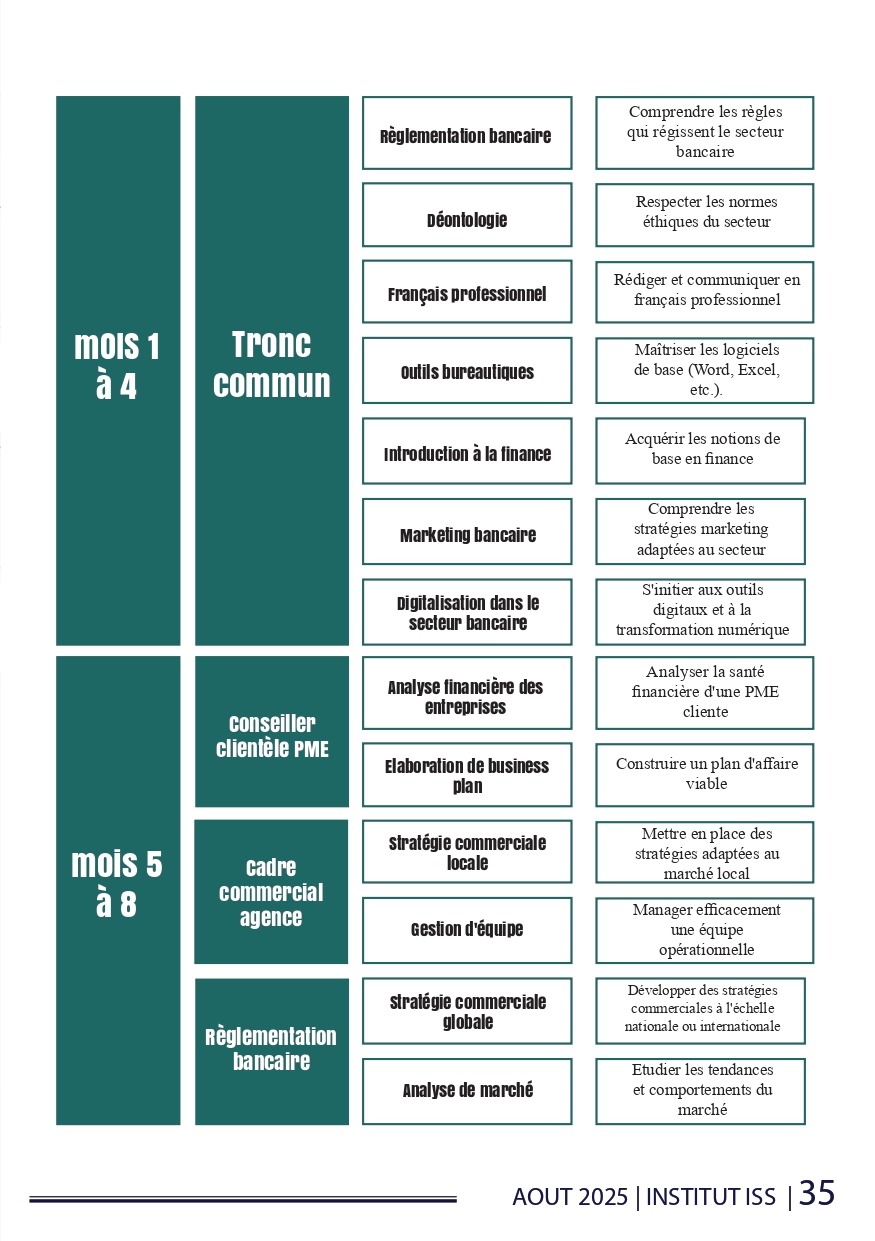 mois 1
à 4
Tronc
commun
Règlementation bancaire
Comprendre les règles
qui régissent le secteur
bancaire
Déontologie
Respecter les normes
éthiques du secteur
Français professionnel
Rédiger et communiquer en
français professionnel
Outils bureautiques
Maîtriser les logiciels
de base (Word, Excel,
etc.).
Introduction à la finance
Acquérir les notions de
base en finance
Marketing bancaire
Comprendre les
stratégies marketing
adaptées au secteur
Digitalisation dans le
secteur bancaire
S'initier aux outils
digitaux et à la
transformation numérique
mois 5
à 8
Conseiller
clientèle PME
Analyse financière des
entreprises
Analyser la santé
financière d'une PME
cliente
Elaboration de business
plan
Construire un plan d'affaire
viable
Cadre
commercial
agence
Stratégie commerciale
locale
Mettre en place des
stratégies adaptées au
marché local
Gestion d'équipe
Manager efficacement
une équipe
opérationnelle
Règlementation
bancaire
Stratégie commerciale
globale
Développer des stratégies
commerciales à l'échelle
nationale ou internationale
Analyse de marché
Etudier les tendances
et comportements du
marché
AOUT 2025 | INSTITUT ISS | 35